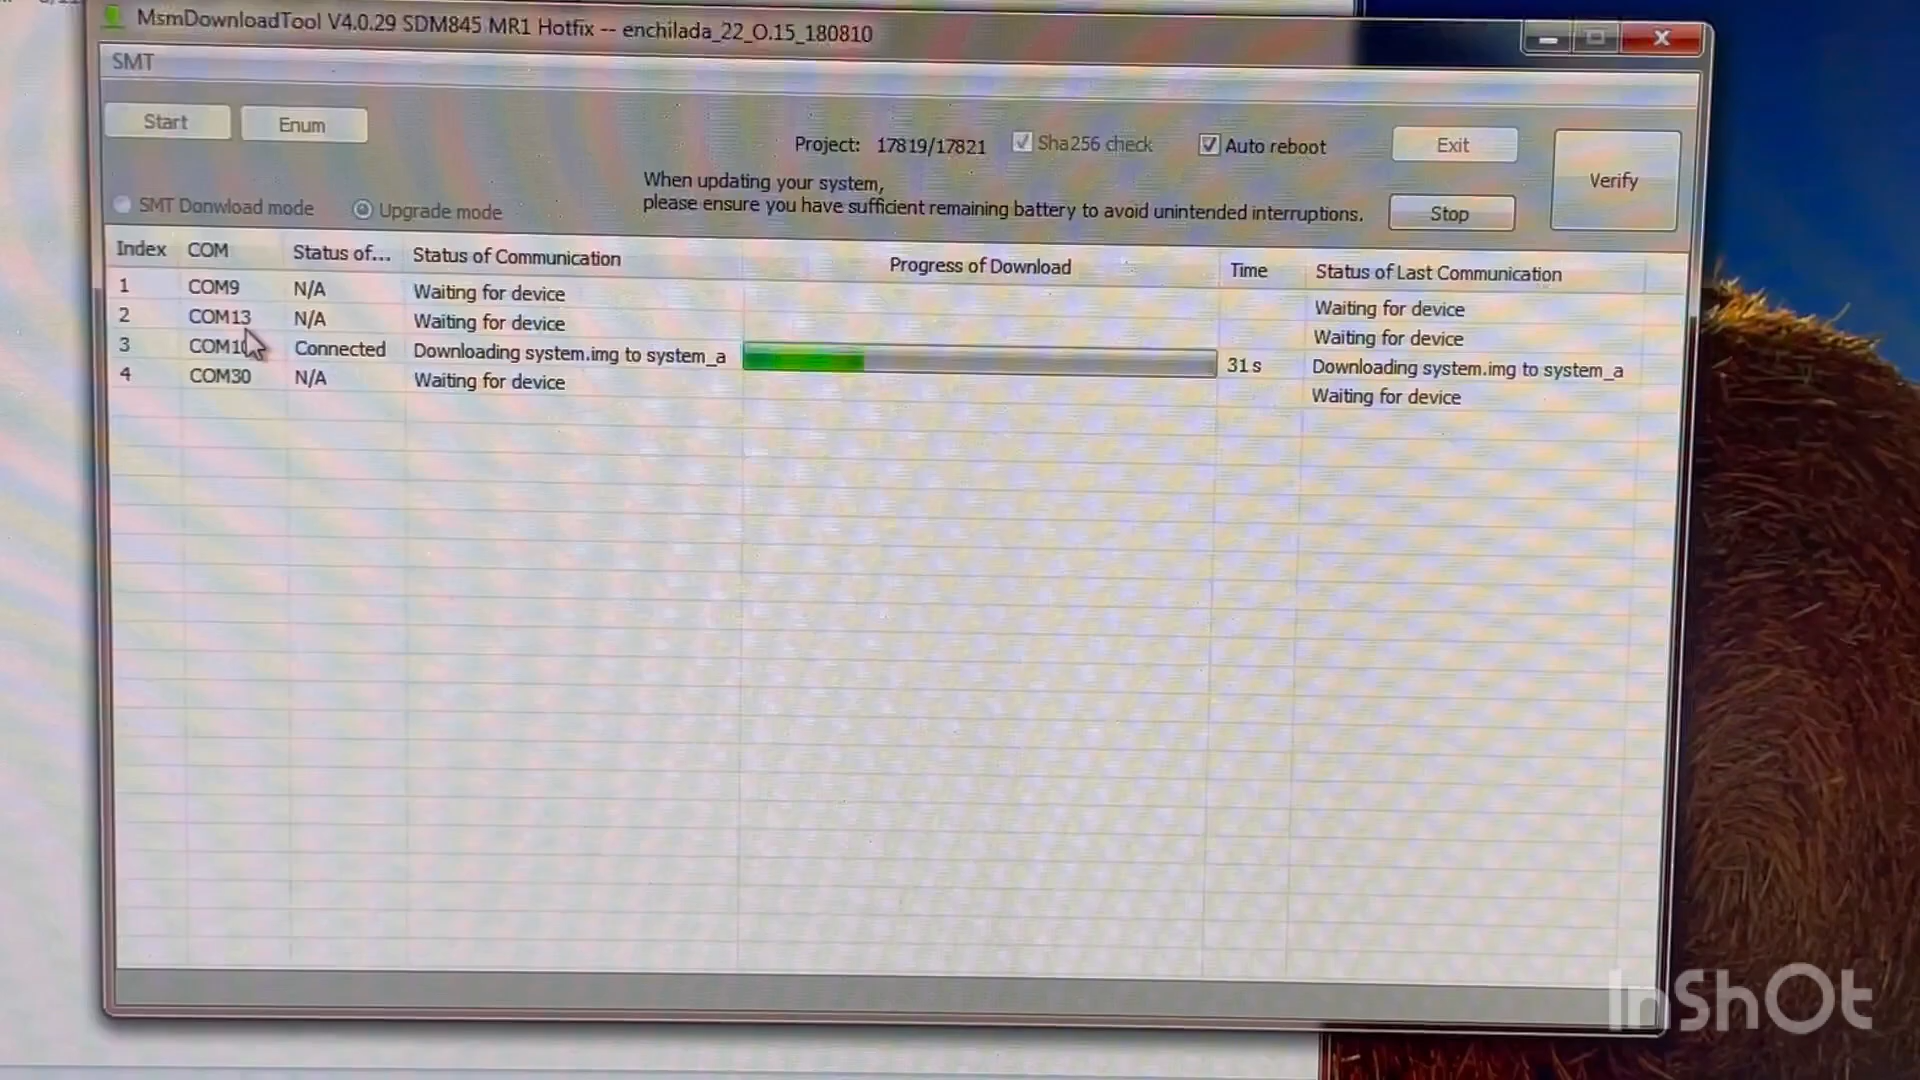 MsmDownloadTool V4.0.29 SDM845 MR1 Hotfix -- enchilada_22_O.15_180810
SMT
Start Enum
Project: 17819/17821 Sha256 check Auto reboot Exit Verify
When updating your system,
please ensure you have sufficient remaining battery to avoid unintended interruptions.
SMT Donwload mode Upgrade mode Stop
Index COM Status of... Status of Communication Progress of Download Time Status of Last Communication
1 COM9 N/A Waiting for device Waiting for device
2 COM13 N/A Waiting for device Waiting for device
3 Connected Downloading system.img to system_a 31s Downloading system.img to system_a
4 COM30 N/A Waiting for device Waiting for device
InShOt